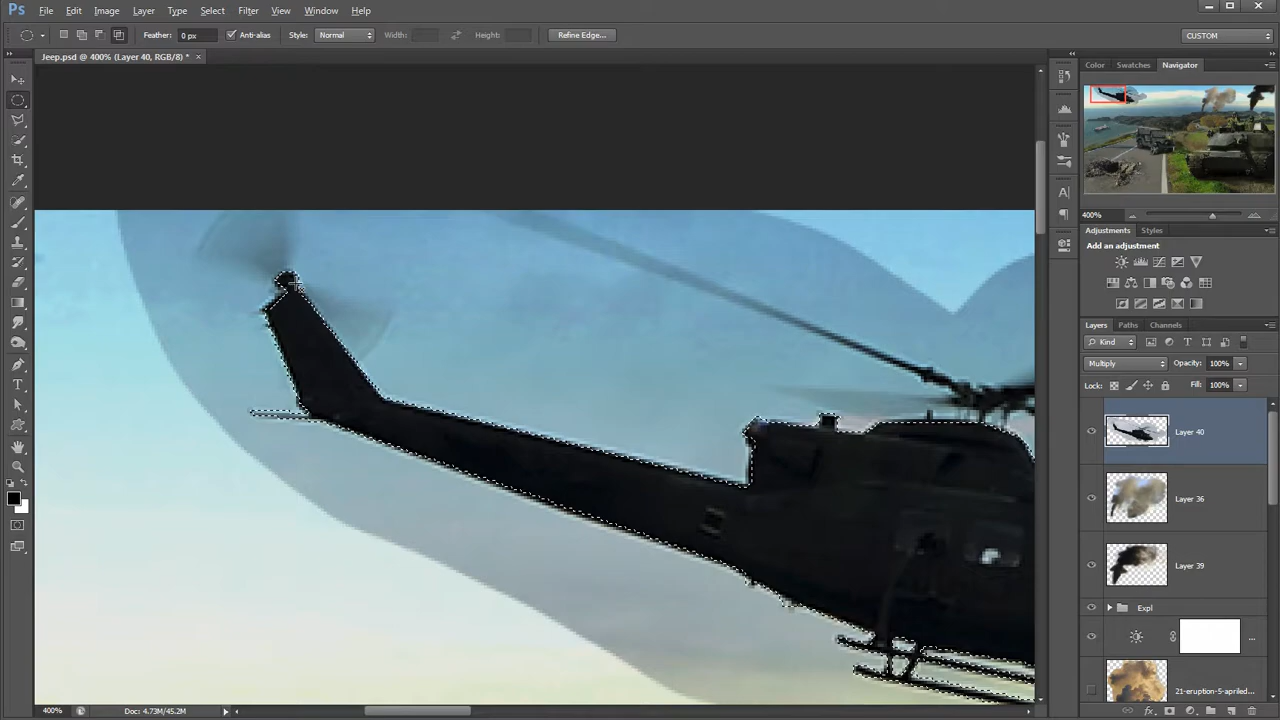 Ps File Edit Image Layer Type Select Filter View Window Help
Feather: 0 px Anti-alias Style: Normal Width: Height: Refine Edge... CUSTOM
Jeep.psd @ 400% (Layer 40, RGB/8) * ×
Color Swatches Navigator
400%
Adjustments Styles
Add an adjustment
Layers Paths Channels
Kind
Multiply Opacity: 100%
Lock: Fill: 100%
Layer 40
Layer 36
Layer 39
Expl
...
21-eruption-5-apriled...
400% Doc: 4.73M/45.2M